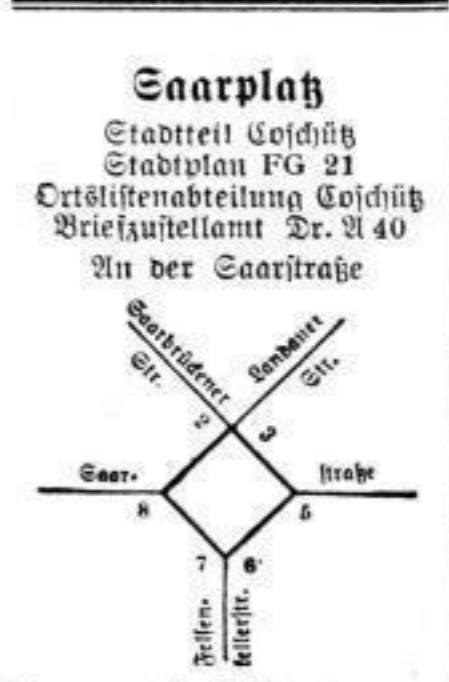 Saarplatz
Stadtteil Coschütz
Stadtplan FG 21
Ortslistenabteilung Coschütz
Briefzustellamt Dr. A 40
An der Saarstraße
Saarbrückener Str.
Landauer Str.
2 3
Saar- straße
8 5
7 6
Felsen- kellerstr.